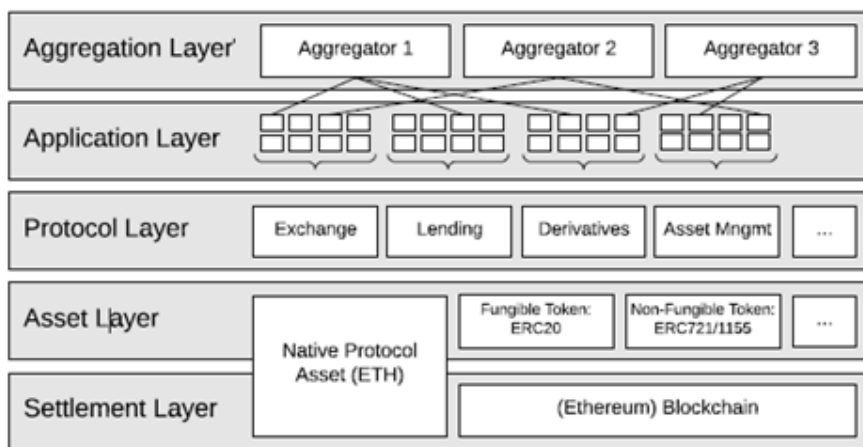 Aggregation Layer'
Aggregator 1
Aggregator 2
Aggregator 3
Application Layer
Protocol Layer
Exchange
Lending
Derivatives
Asset Mngmt
...
Asset Layer
Native Protocol
Asset (ETH)
Fungible Token:
ERC20
Non-Fungible Token:
ERC721/1155
...
Settlement Layer
(Ethereum) Blockchain